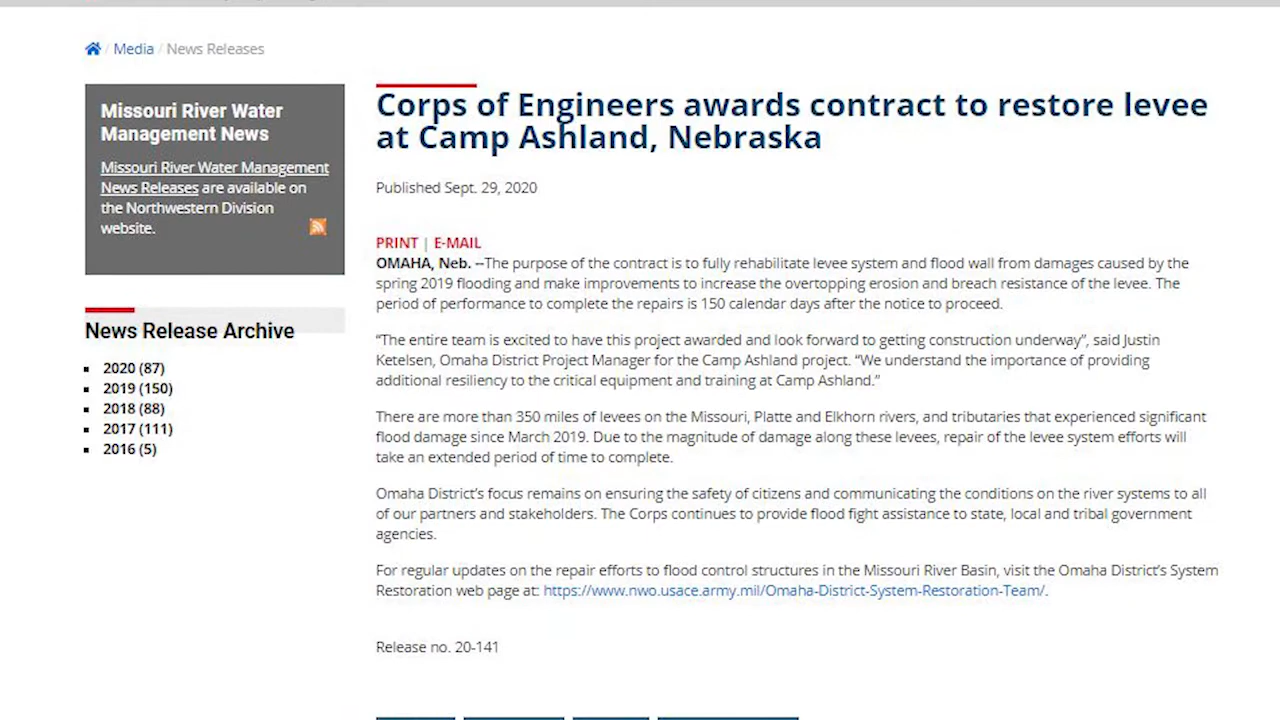 Media / News Releases
Missouri River Water
Management News
Missouri River Water Management
News Releases are available on
the Northwestern Division
website.
News Release Archive
2020 (87)
2019 (150)
2018 (88)
2017 (111)
2016 (5)
Corps of Engineers awards contract to restore levee
at Camp Ashland, Nebraska
Published Sept. 29, 2020
PRINT | E-MAIL
OMAHA, Neb. --The purpose of the contract is to fully rehabilitate levee system and flood wall from damages caused by the
spring 2019 flooding and make improvements to increase the overtopping erosion and breach resistance of the levee. The
period of performance to complete the repairs is 150 calendar days after the notice to proceed.
“The entire team is excited to have this project awarded and look forward to getting construction underway”, said Justin
Ketelsen, Omaha District Project Manager for the Camp Ashland project. “We understand the importance of providing
additional resiliency to the critical equipment and training at Camp Ashland.”
There are more than 350 miles of levees on the Missouri, Platte and Elkhorn rivers, and tributaries that experienced significant
flood damage since March 2019. Due to the magnitude of damage along these levees, repair of the levee system efforts will
take an extended period of time to complete.
Omaha District’s focus remains on ensuring the safety of citizens and communicating the conditions on the river systems to all
of our partners and stakeholders. The Corps continues to provide flood fight assistance to state, local and tribal government
agencies.
For regular updates on the repair efforts to flood control structures in the Missouri River Basin, visit the Omaha District’s System
Restoration web page at: https://www.nwo.usace.army.mil/Omaha-District-System-Restoration-Team/.
Release no. 20-141